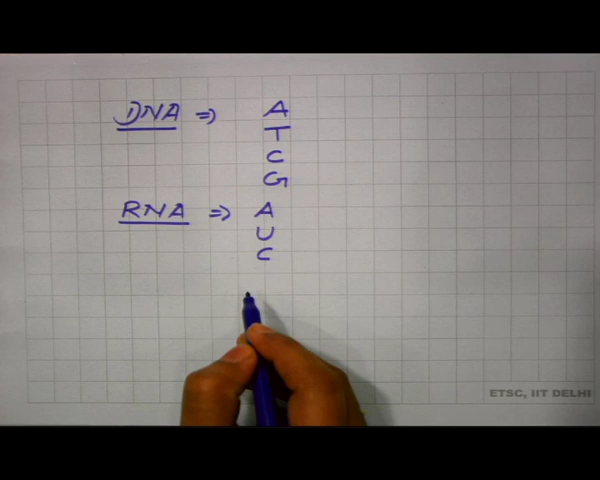 DNA ⇒ A
T
C
G
RNA ⇒ A
U
C
ETSC, IIT DELHI